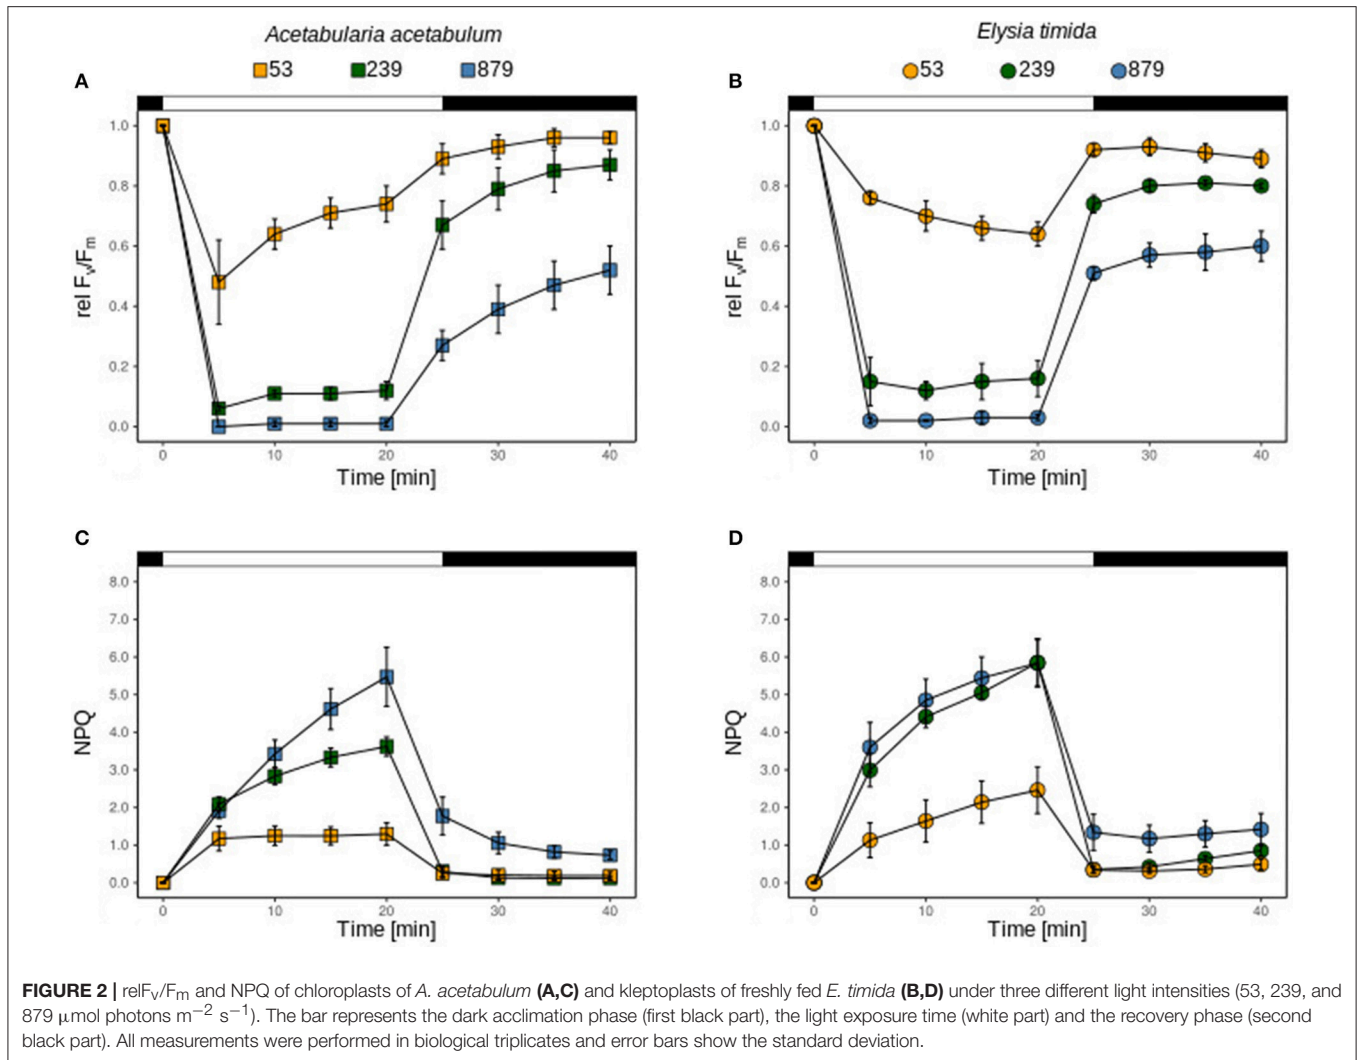 Acetabularia acetabulum
53 239 879
Elysia timida
53 239 879
A
rel Fv/Fm
1.0
0.8
0.6
0.4
0.2
0.0
0 10 20 30 40
Time [min]
B
rel Fv/Fm
1.0
0.8
0.6
0.4
0.2
0.0
0 10 20 30 40
Time [min]
C
NPQ
8.0
7.0
6.0
5.0
4.0
3.0
2.0
1.0
0.0
0 10 20 30 40
Time [min]
D
NPQ
8.0
7.0
6.0
5.0
4.0
3.0
2.0
1.0
0.0
0 10 20 30 40
Time [min]
FIGURE 2 | relFv/Fm and NPQ of chloroplasts of A. acetabulum (A,C) and kleptoplasts of freshly fed E. timida (B,D) under three different light intensities (53, 239, and
879 μmol photons m−2 s−1). The bar represents the dark acclimation phase (first black part), the light exposure time (white part) and the recovery phase (second
black part). All measurements were performed in biological triplicates and error bars show the standard deviation.